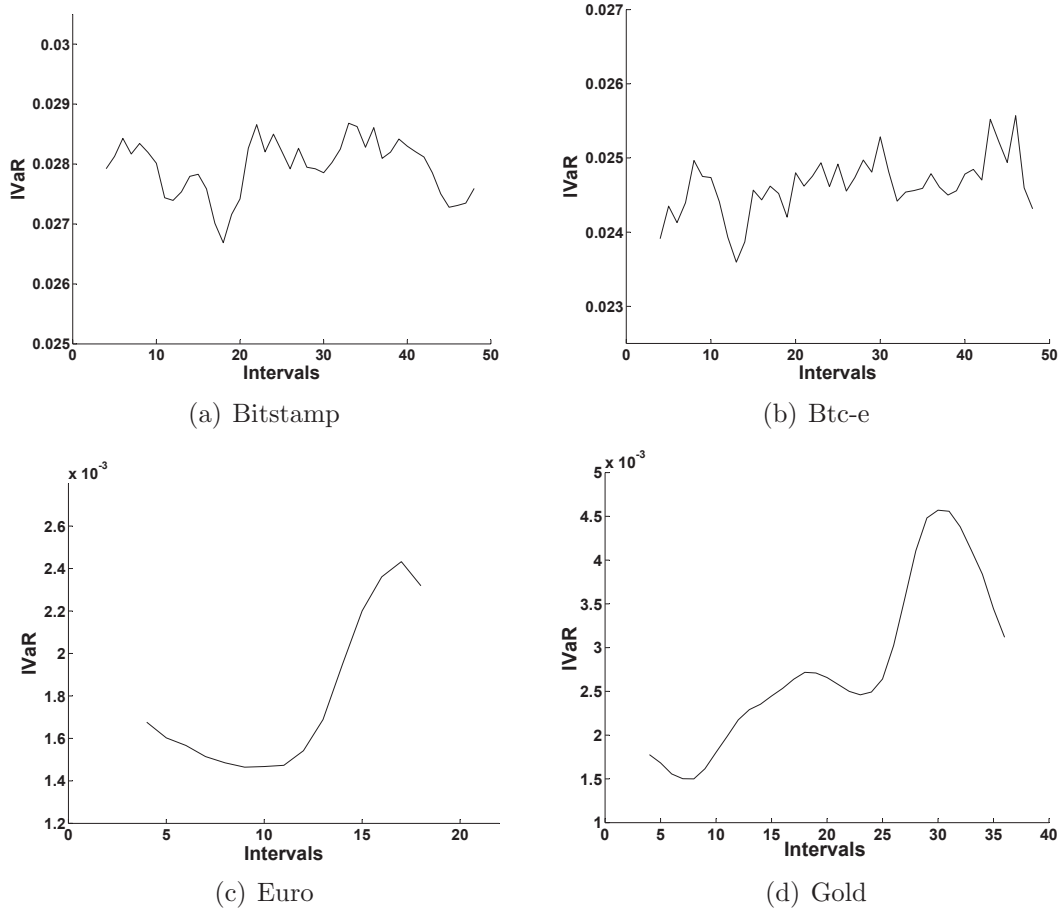 0.03
0.029
0.028
0.027
0.026
0.025
IVaR
0 10 20 30 40 50
Intervals
(a) Bitstamp
0.027
0.026
0.025
0.024
0.023
IVaR
0 10 20 30 40 50
Intervals
(b) Btc-e
x 10⁻³
2.6
2.4
2.2
2
1.8
1.6
1.4
1.2
IVaR
0 5 10 15 20
Intervals
(c) Euro
x 10⁻³
5
4.5
4
3.5
3
2.5
2
1.5
1
IVaR
0 5 10 15 20 25 30 35 40
Intervals
(d) Gold